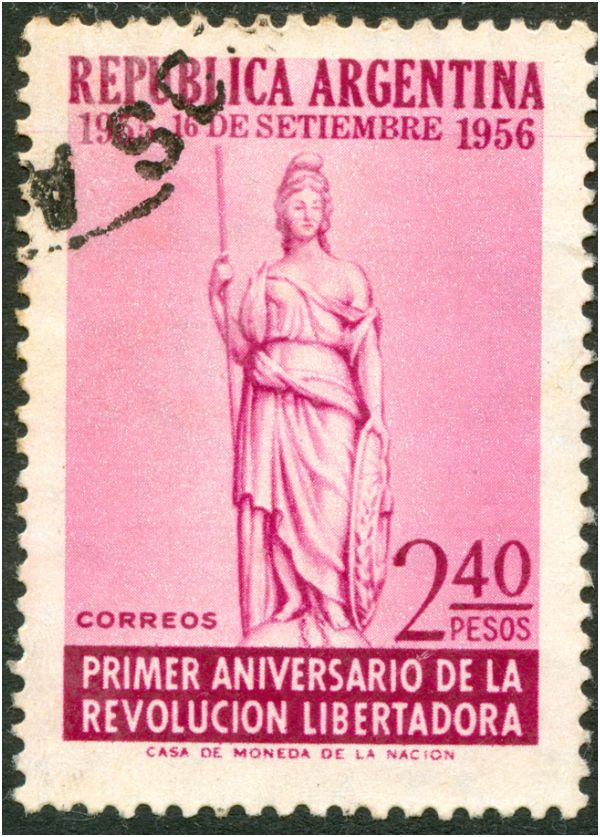 REPUBLICA ARGENTINA
1955 16 DE SETIEMBRE 1956
2 40
CORREOS
PESOS
PRIMER ANIVERSARIO DE LA
REVOLUCION LIBERTADORA
CASA DE MONEDA DE LA NACION